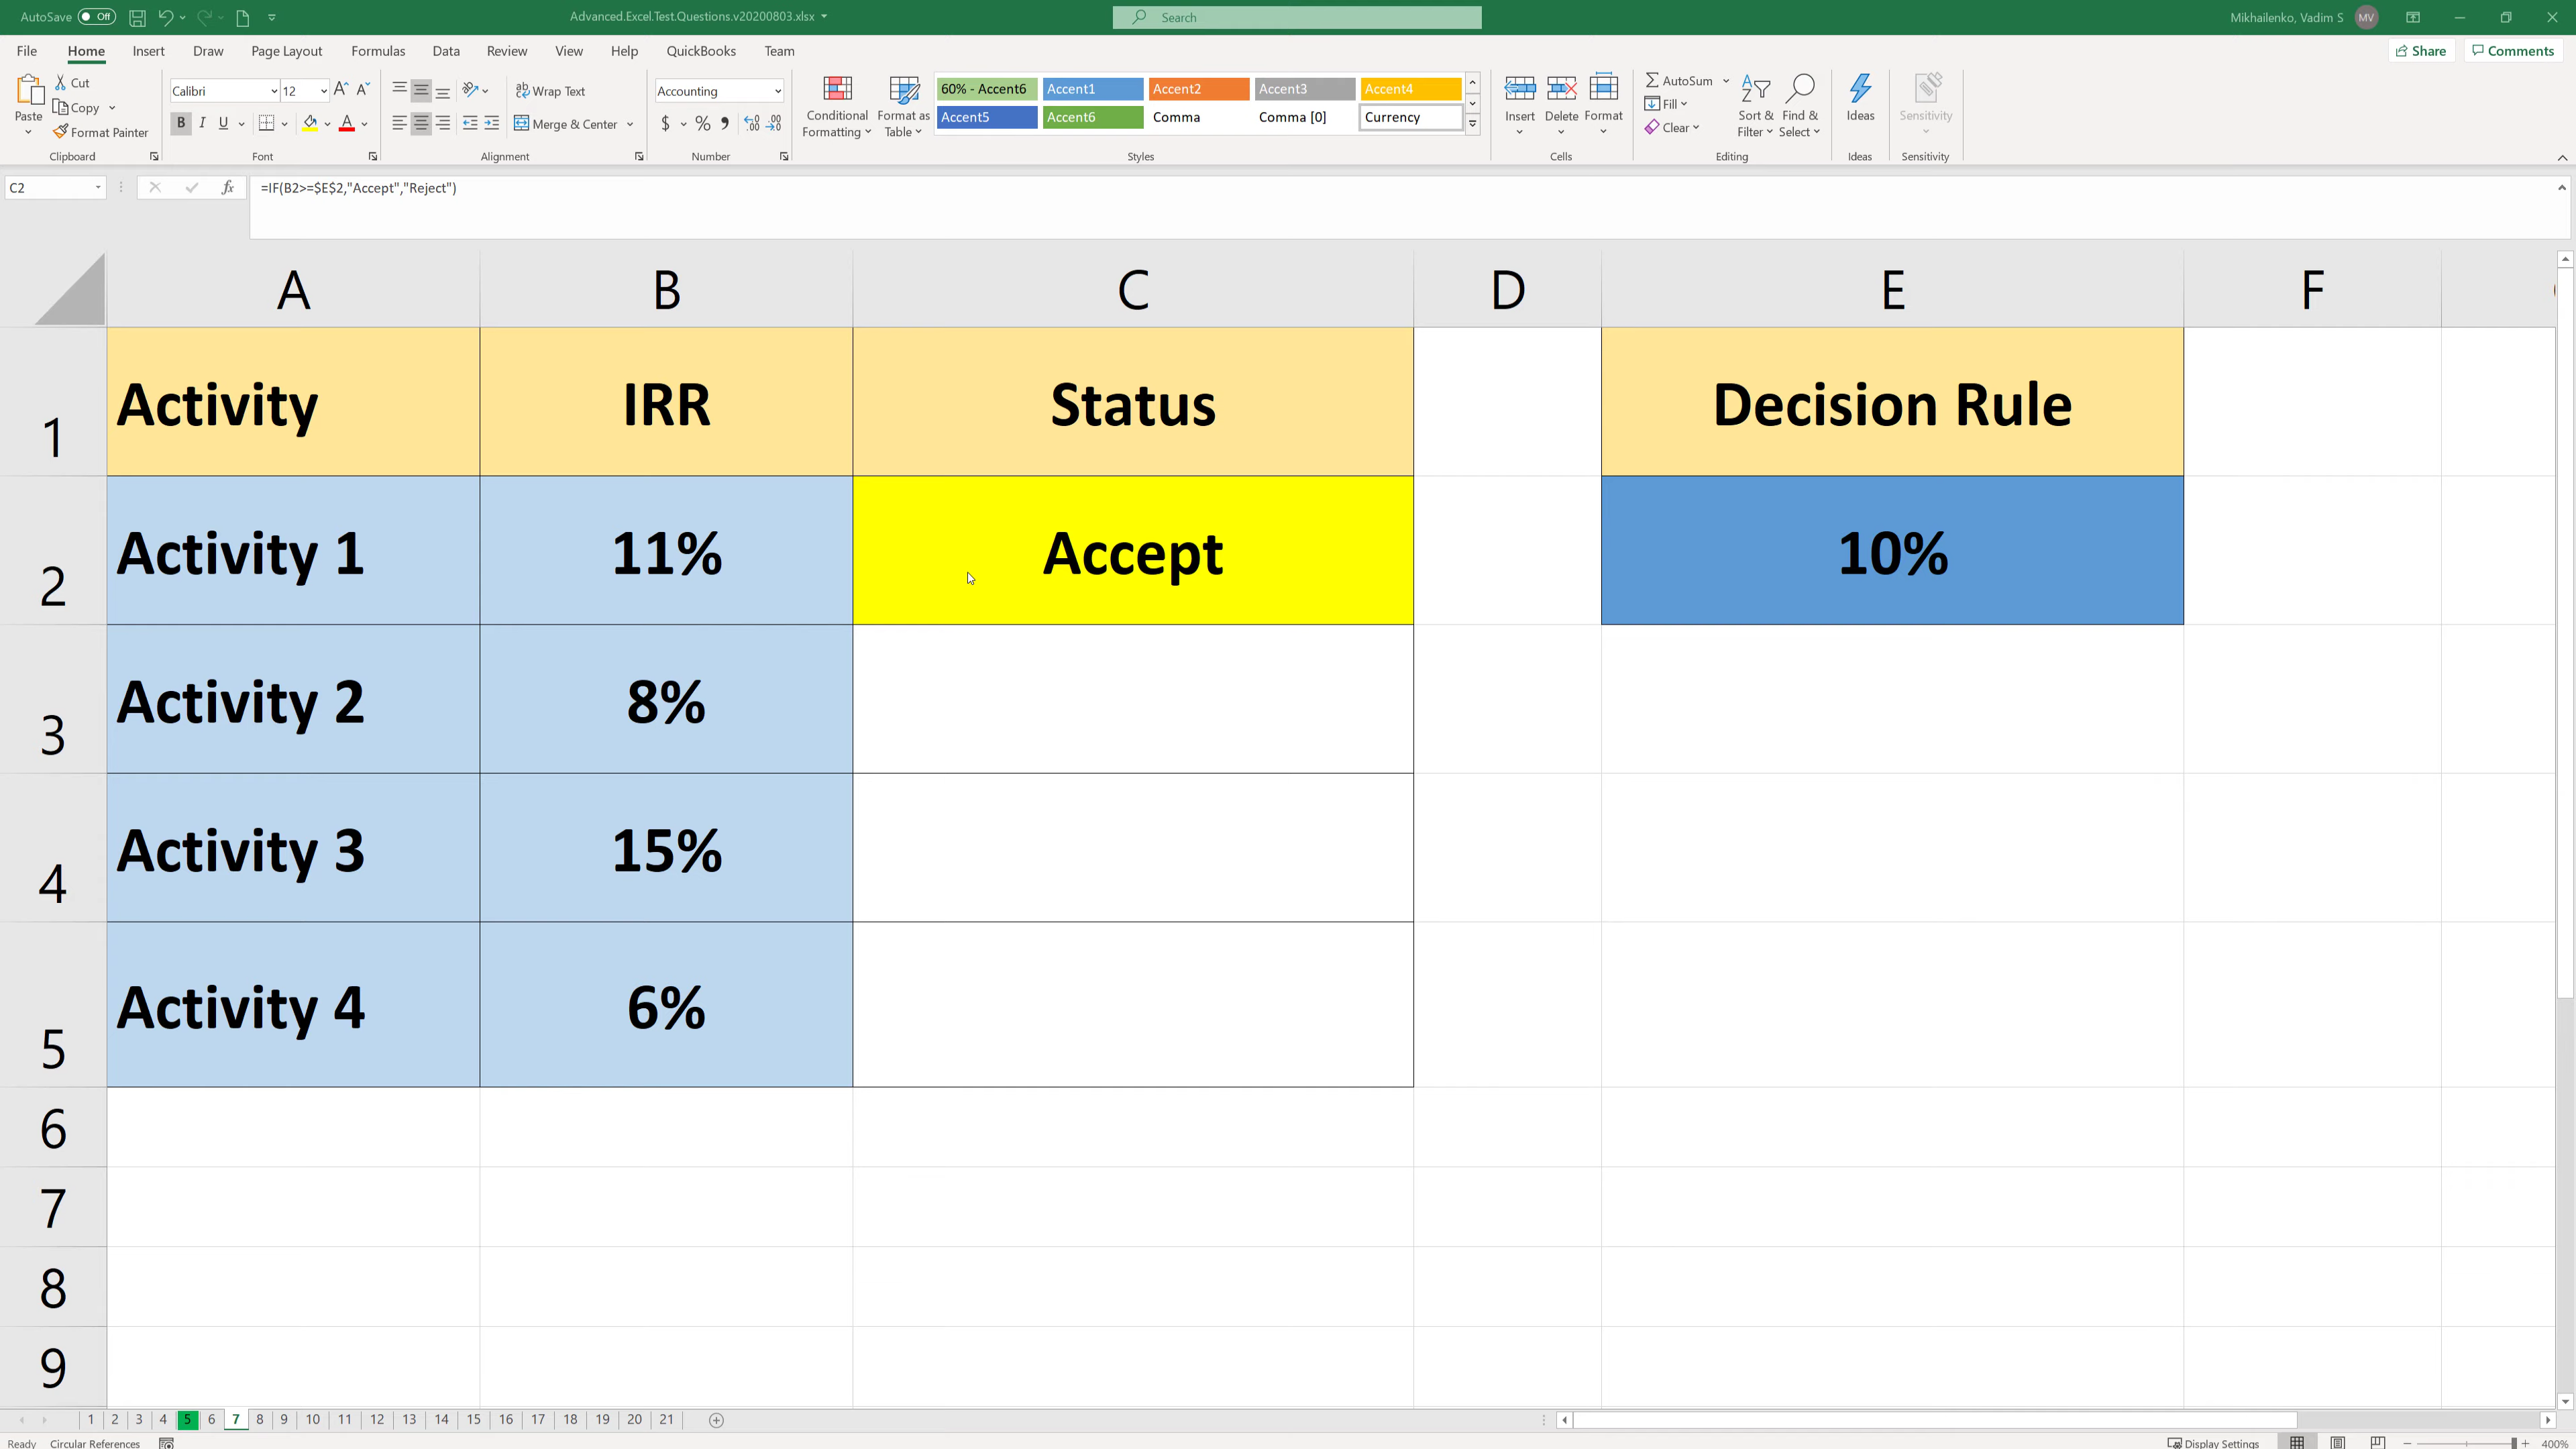 AutoSave Off
Advanced.Excel.Test.Questions.v20200803.xlsx
Search
Mikhailenko, Vadim S MV
File Home Insert Draw Page Layout Formulas Data Review View Help QuickBooks Team
Share Comments
Paste
Cut
Copy
Format Painter
Clipboard
Calibri 12
B I U
Font
Wrap Text
Merge & Center
Alignment
Accounting
$ % ,
Number
Conditional Formatting
Format as Table
60% - Accent6 Accent1 Accent2 Accent3 Accent4
Accent5 Accent6 Comma Comma [0] Currency
Styles
Insert Delete Format
Cells
AutoSum
Fill
Clear
Sort & Filter
Find & Select
Editing
Ideas
Ideas
Sensitivity
Sensitivity
C2 fx =IF(B2>=$E$2,"Accept","Reject")
A B C D E F
1 Activity IRR Status Decision Rule
2 Activity 1 11% Accept 10%
3 Activity 2 8%
4 Activity 3 15%
5 Activity 4 6%
6
7
8
9
1 2 3 4 5 6 7 8 9 10 11 12 13 14 15 16 17 18 19 20 21
Ready Circular References Display Settings 400%